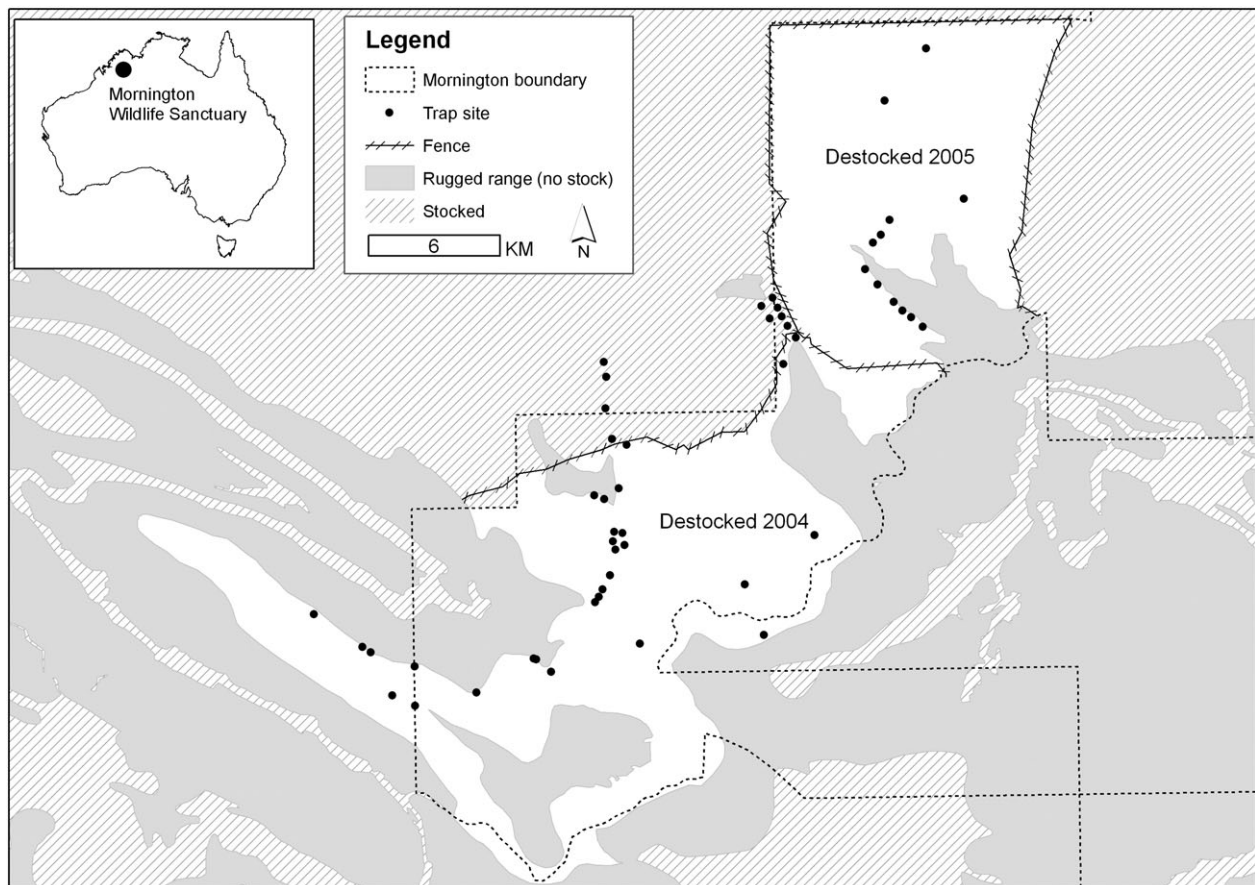 Mornington
Wildlife Sanctuary
Legend
Mornington boundary
Trap site
Fence
Rugged range (no stock)
Stocked
6 KM
N
Destocked 2005
Destocked 2004